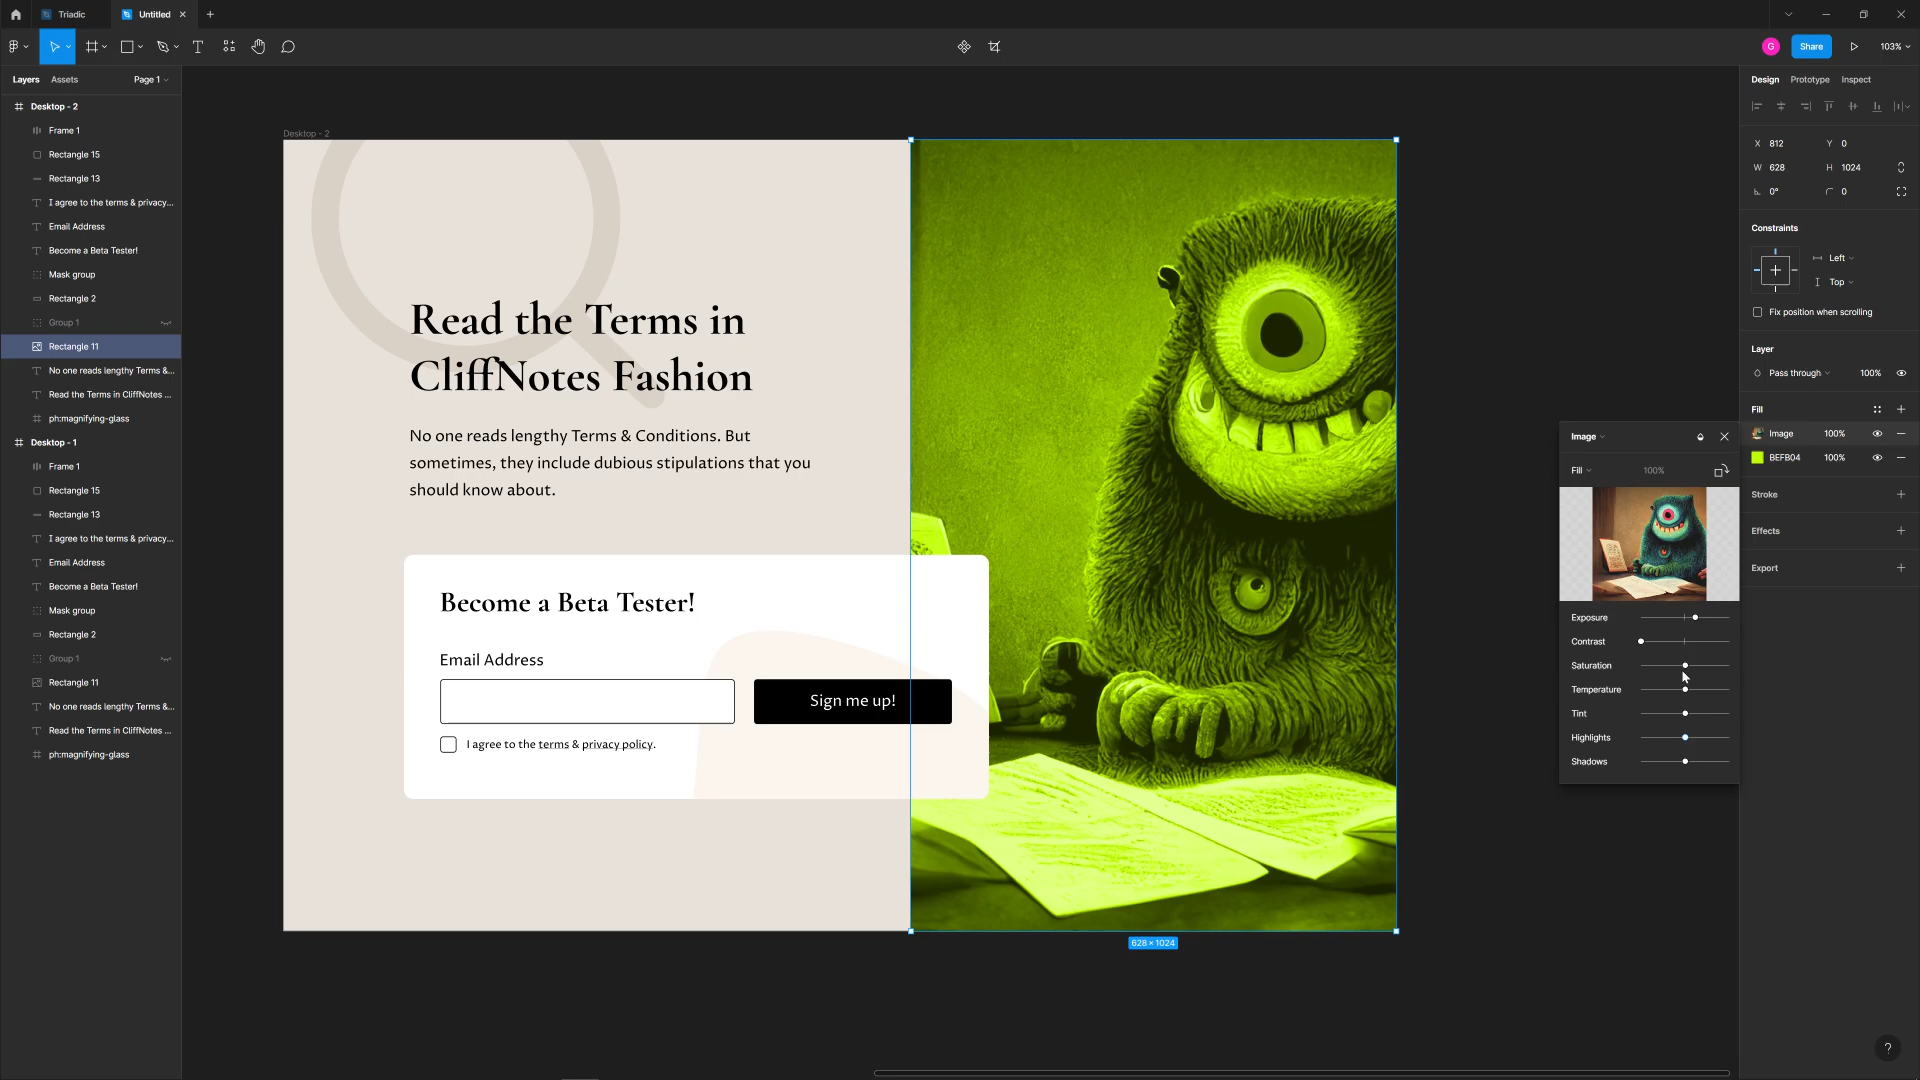 Triadic
Untitled
G
Share
103%
Layers
Assets
Page 1
Design
Prototype
Inspect
Desktop - 2
Frame 1
Rectangle 15
Rectangle 13
I agree to the terms & privacy...
Email Address
Become a Beta Tester!
Mask group
Rectangle 2
Group 1
Rectangle 11
No one reads lengthy Terms &...
Read the Terms in CliffNotes ...
ph:magnifying-glass
Desktop - 1
Frame 1
Rectangle 15
Rectangle 13
I agree to the terms & privacy...
Email Address
Become a Beta Tester!
Mask group
Rectangle 2
Group 1
Rectangle 11
No one reads lengthy Terms &...
Read the Terms in CliffNotes ...
ph:magnifying-glass
Desktop - 2
Read the Terms in
CliffNotes Fashion
No one reads lengthy Terms & Conditions. But
sometimes, they include dubious stipulations that you
should know about.
Become a Beta Tester!
Email Address
Sign me up!
I agree to the terms & privacy policy.
628 × 1024
Image
Fill
100%
Exposure
Contrast
Saturation
Temperature
Tint
Highlights
Shadows
X 812 Y 0
W 628 H 1024
0° 0
Constraints
Left
Top
Fix position when scrolling
Layer
Pass through 100%
Fill
Image 100%
BEFB04 100%
Stroke
Effects
Export
?